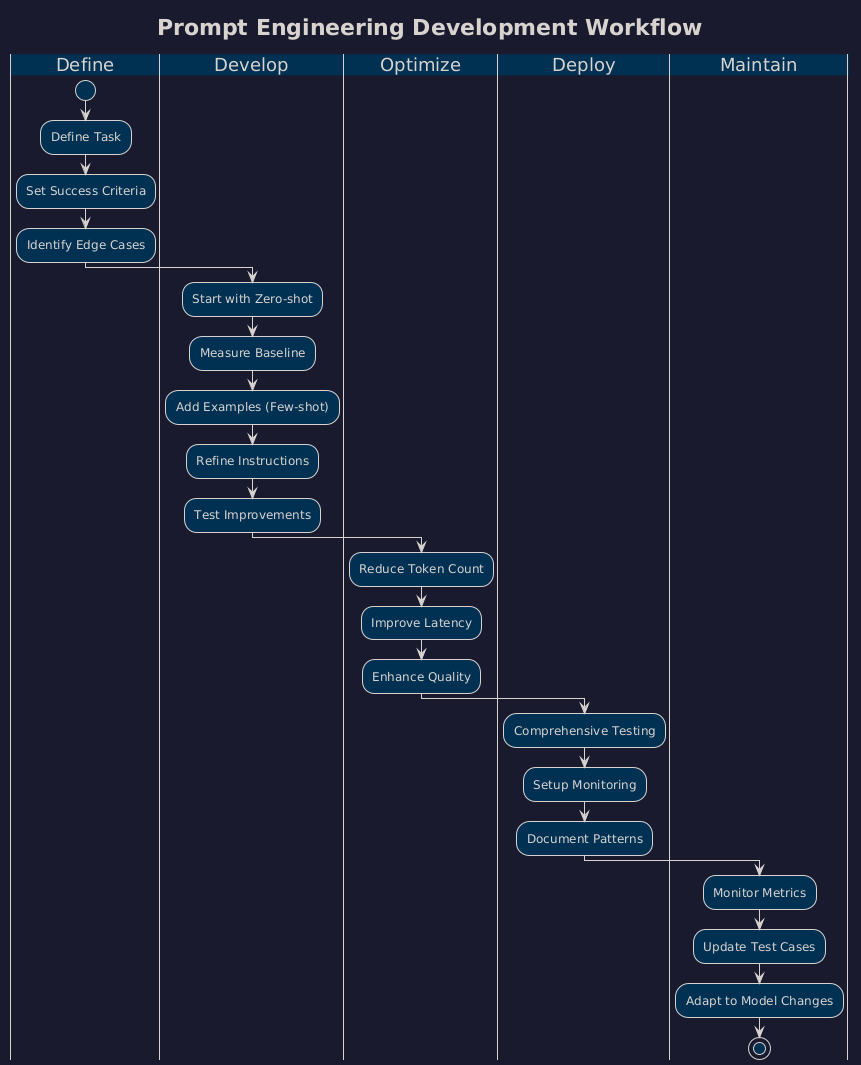 Prompt Engineering Development Workflow
Define
Develop
Optimize
Deploy
Maintain
Define Task
Set Success Criteria
Identify Edge Cases
Start with Zero-shot
Measure Baseline
Add Examples (Few-shot)
Refine Instructions
Test Improvements
Reduce Token Count
Improve Latency
Enhance Quality
Comprehensive Testing
Setup Monitoring
Document Patterns
Monitor Metrics
Update Test Cases
Adapt to Model Changes